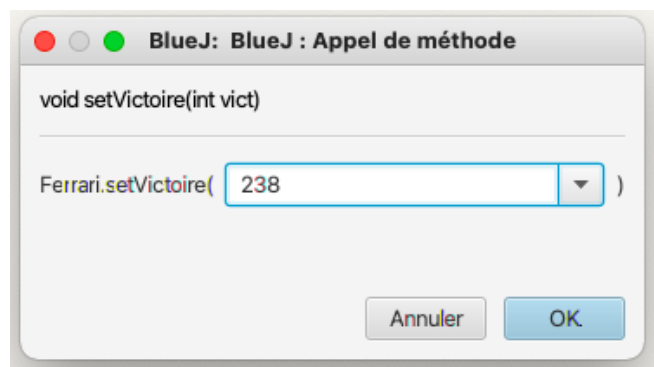 BlueJ: BlueJ : Appel de méthode
void setVictoire(int vict)
Ferrari.setVictoire( 238 )
Annuler OK